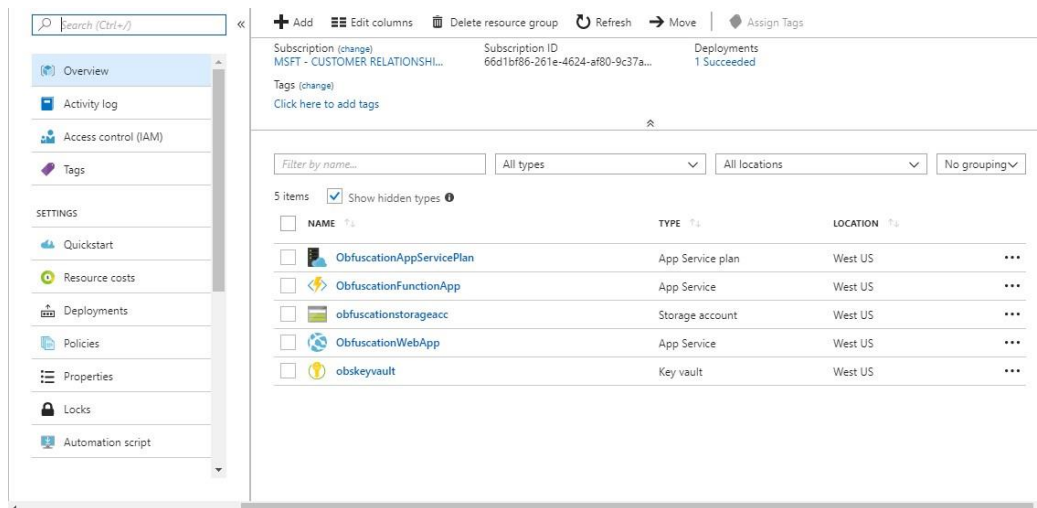 Search (Ctrl+/)
«
Overview
Activity log
Access control (IAM)
Tags
SETTINGS
Quickstart
Resource costs
Deployments
Policies
Properties
Locks
Automation script
Add Edit columns Delete resource group Refresh Move Assign Tags
Subscription (change) Subscription ID Deployments
MSFT - CUSTOMER RELATIONSHI... 66d1bf86-261e-4624-af80-9c37a... 1 Succeeded
Tags (change)
Click here to add tags
Filter by name... All types All locations No grouping
5 items Show hidden types
NAME TYPE LOCATION
ObfuscationAppServicePlan App Service plan West US ...
ObfuscationFunctionApp App Service West US ...
obfuscationstorageacc Storage account West US ...
ObfuscationWebApp App Service West US ...
obskeyvault Key vault West US ...